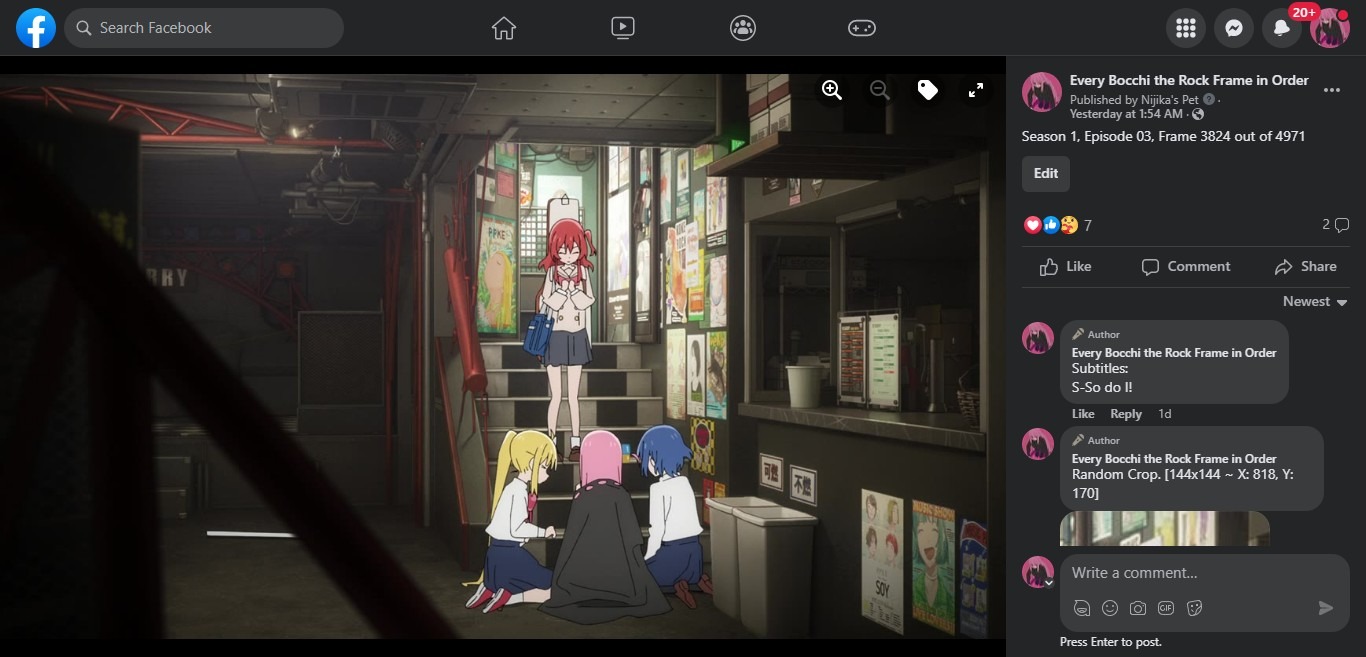 Search Facebook
20+
Every Bocchi the Rock Frame in Order
Published by Nijika's Pet ·
Yesterday at 1:54 AM ·
Season 1, Episode 03, Frame 3824 out of 4971
Edit
7
2
Like
Comment
Share
Newest
Author
Every Bocchi the Rock Frame in Order
Subtitles:
S-So do I!
Like Reply 1d
Author
Every Bocchi the Rock Frame in Order
Random Crop. [144x144 ~ X: 818, Y:
170]
Write a comment...
GIF
Press Enter to post.
RRY
可燃
不燃
SOY
MUSIC SHOW